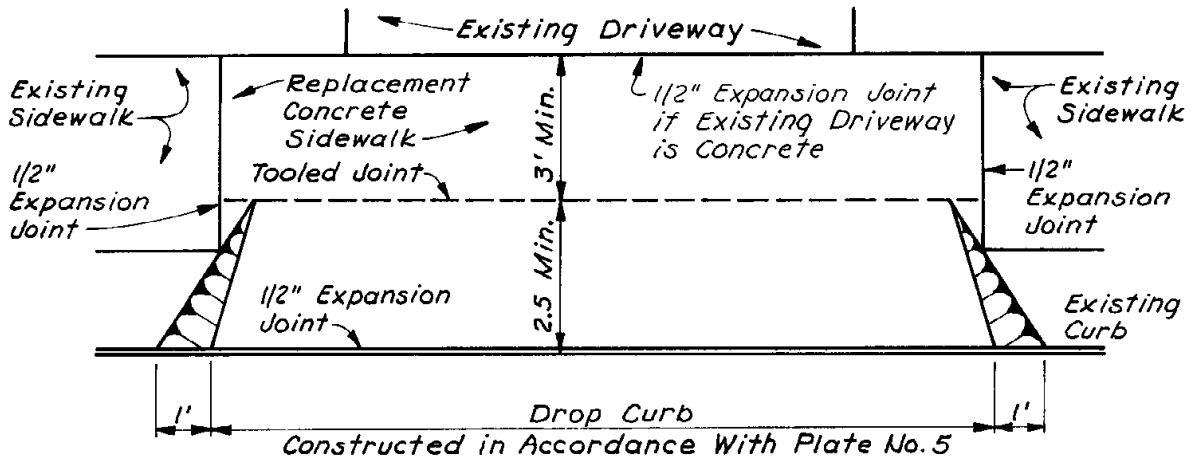 Existing Driveway
Existing
Sidewalk
Replacement
Concrete
Sidewalk
3' Min.
1/2" Expansion Joint
if Existing Driveway
is Concrete
Existing
Sidewalk
1/2"
Expansion
Joint
Tooled Joint
1/2"
Expansion
Joint
2.5 Min.
1/2" Expansion
Joint
Existing
Curb
1'
Drop Curb
1'
Constructed in Accordance With Plate No. 5